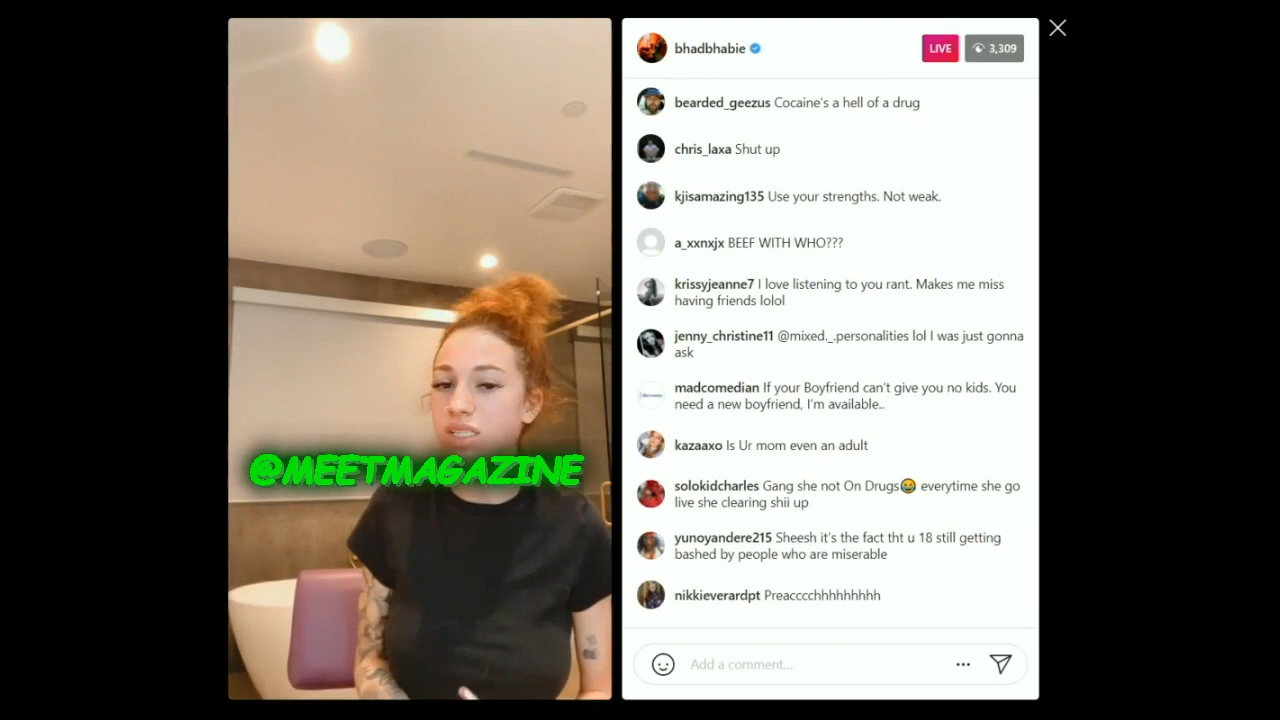 bhadbhabie
LIVE
3,309
bearded_geezus Cocaine's a hell of a drug
chris_laxa Shut up
kjisamazing135 Use your strengths. Not weak.
a_xxnxjx BEEF WITH WHO???
krissyjeanne7 I love listening to you rant. Makes me miss
having friends lolol
jenny_christine11 @mixed._.personalities lol I was just gonna
ask
madcomedian If your Boyfriend can't give you no kids. You
need a new boyfriend, I'm available..
kazaaxo Is Ur mom even an adult
solokidcharles Gang she not On Drugs😂 everytime she go
live she clearing shii up
yunoyandere215 Sheesh it's the fact tht u 18 still getting
bashed by people who are miserable
nikkieverardpt Preacccchhhhhhhhh
Add a comment...
@MEETMAGAZINE